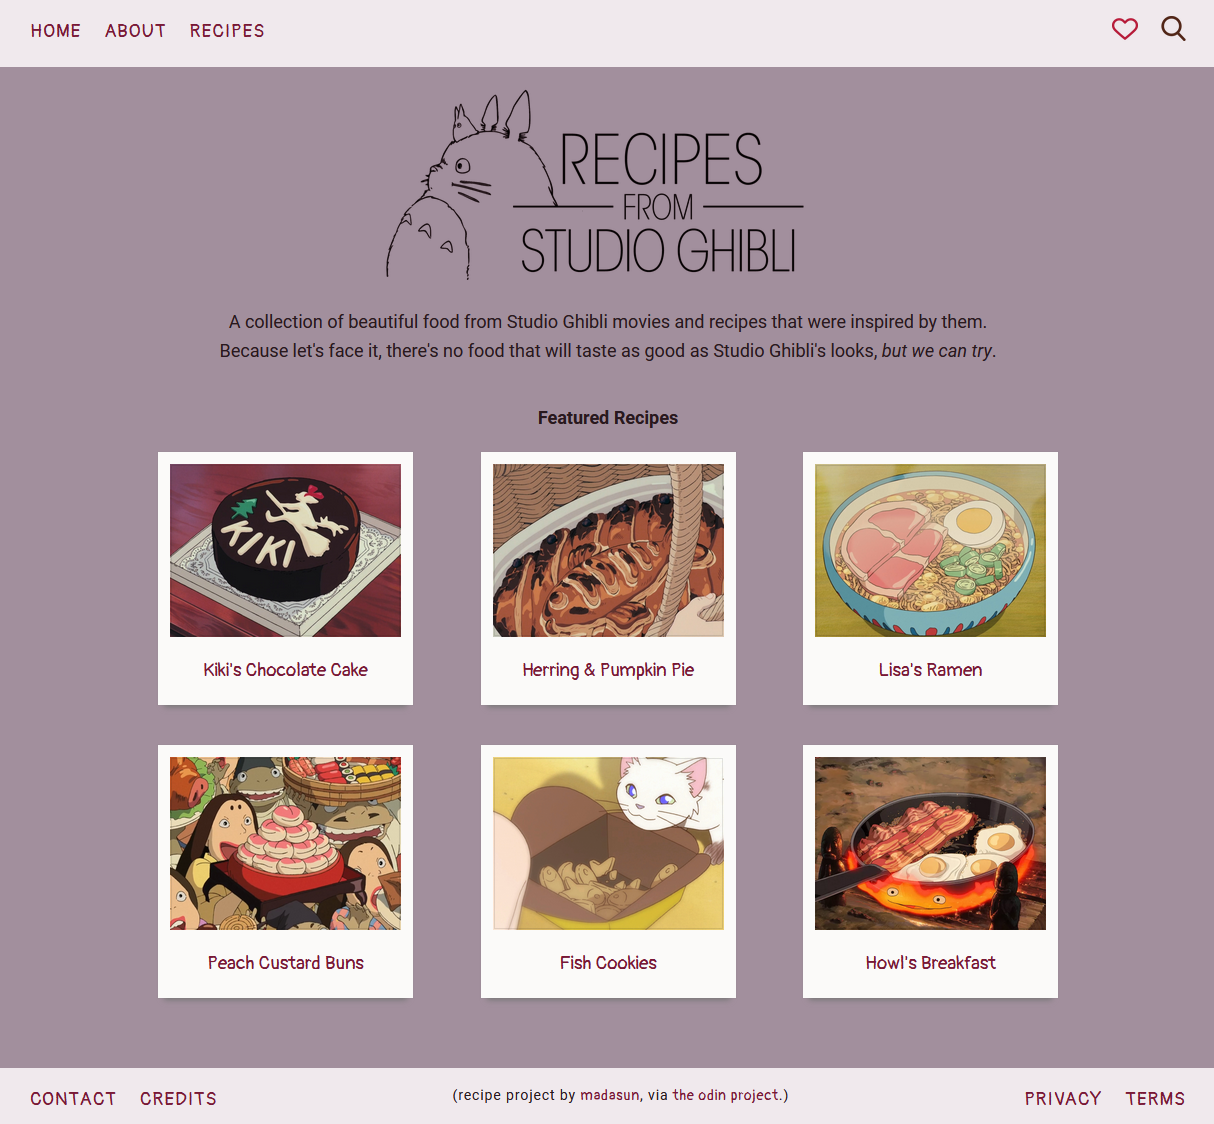 HOME ABOUT RECIPES
RECIPES
FROM
STUDIO GHIBLI
A collection of beautiful food from Studio Ghibli movies and recipes that were inspired by them.
Because let's face it, there's no food that will taste as good as Studio Ghibli's looks, but we can try.
Featured Recipes
KIKI
Kiki's Chocolate Cake
Herring & Pumpkin Pie
Lisa's Ramen
Peach Custard Buns
Fish Cookies
Howl's Breakfast
CONTACT CREDITS
(recipe project by madasun, via the odin project.)
PRIVACY TERMS